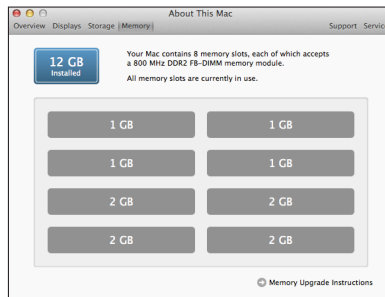 About This Mac
Overview Displays Storage Memory Support Servic
12 GB
Installed
Your Mac contains 8 memory slots, each of which accepts
a 800 MHz DDR2 FB-DIMM memory module.
All memory slots are currently in use.
1 GB 1 GB
1 GB 1 GB
2 GB 2 GB
2 GB 2 GB
Memory Upgrade Instructions